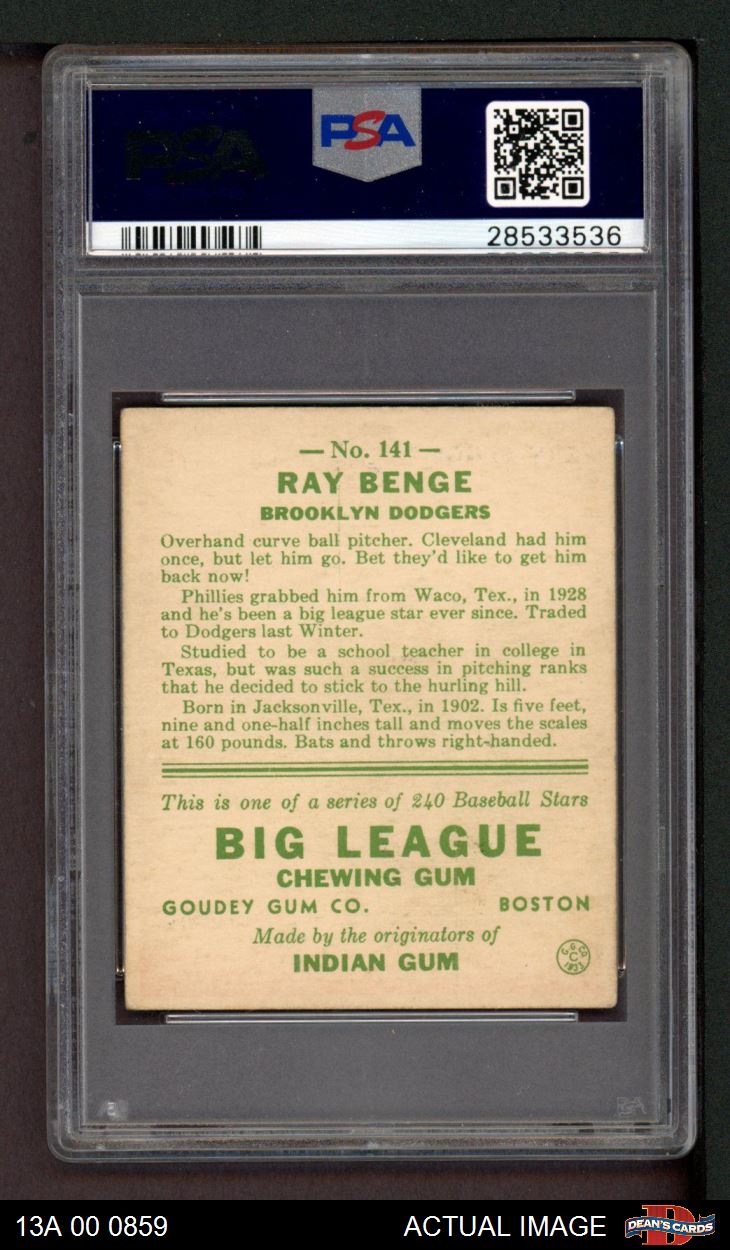 PSA
PSA
28533536
— No. 141 —
RAY BENGE
BROOKLYN DODGERS
Overhand curve ball pitcher. Cleveland had him
once, but let him go. Bet they'd like to get him
back now!
Phillies grabbed him from Waco, Tex., in 1928
and he's been a big league star ever since. Traded
to Dodgers last Winter.
Studied to be a school teacher in college in
Texas, but was such a success in pitching ranks
that he decided to stick to the hurling hill.
Born in Jacksonville, Tex., in 1902. Is five feet,
nine and one-half inches tall and moves the scales
at 160 pounds. Bats and throws right-handed.
This is one of a series of 240 Baseball Stars
BIG LEAGUE
CHEWING GUM
GOUDEY GUM CO. BOSTON
Made by the originators of
INDIAN GUM
G.G.CO.
C
1933
PSA
13A 00 0859 ACTUAL IMAGE DEAN'S CARDS